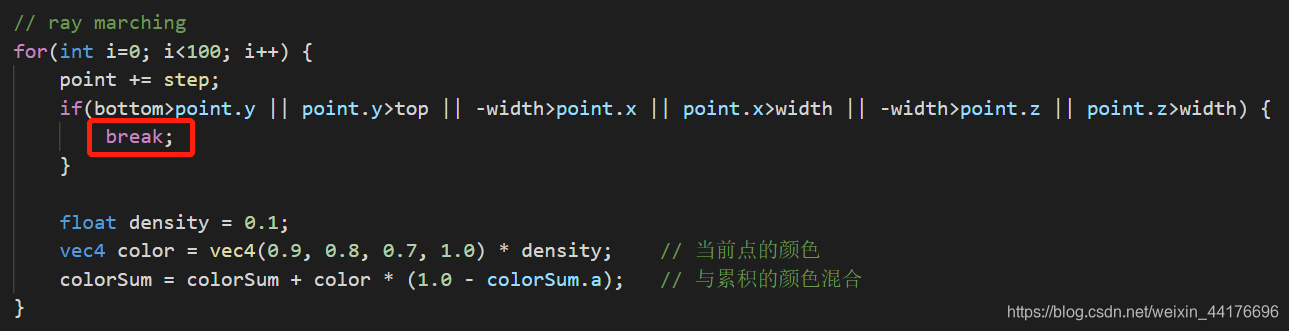 // ray marching
for(int i=0; i<100; i++) {
    point += step;
    if(bottom>point.y || point.y>top || -width>point.x || point.x>width || -width>point.z || point.z>width) {
        break;
    }
    float density = 0.1;
    vec4 color = vec4(0.9, 0.8, 0.7, 1.0) * density;    // 当前点的颜色
    colorSum = colorSum + color * (1.0 - colorSum.a);   // 与累积的颜色混合
}
https://blog.csdn.net/weixin_44176696